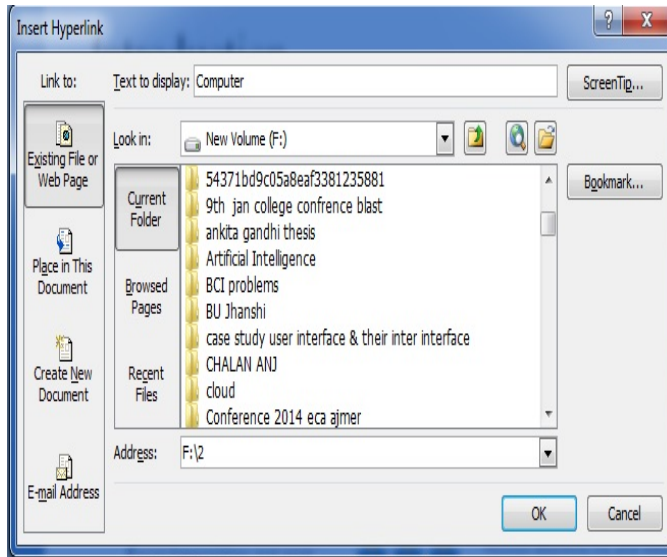 Insert Hyperlink
Link to:
Text to display: Computer
ScreenTip...
Existing File or
Web Page
Place in This
Document
Create New
Document
E-mail Address
Look in: New Volume (F:)
Current
Folder
Browsed
Pages
Recent
Files
54371bd9c05a8eaf3381235881
9th jan college confrence blast
ankita gandhi thesis
Artificial Intelligence
BCI problems
BU Jhanshi
case study user interface & their inter interface
CHALAN ANJ
cloud
Conference 2014 eca ajmer
Bookmark...
Address: F:\2
OK
Cancel